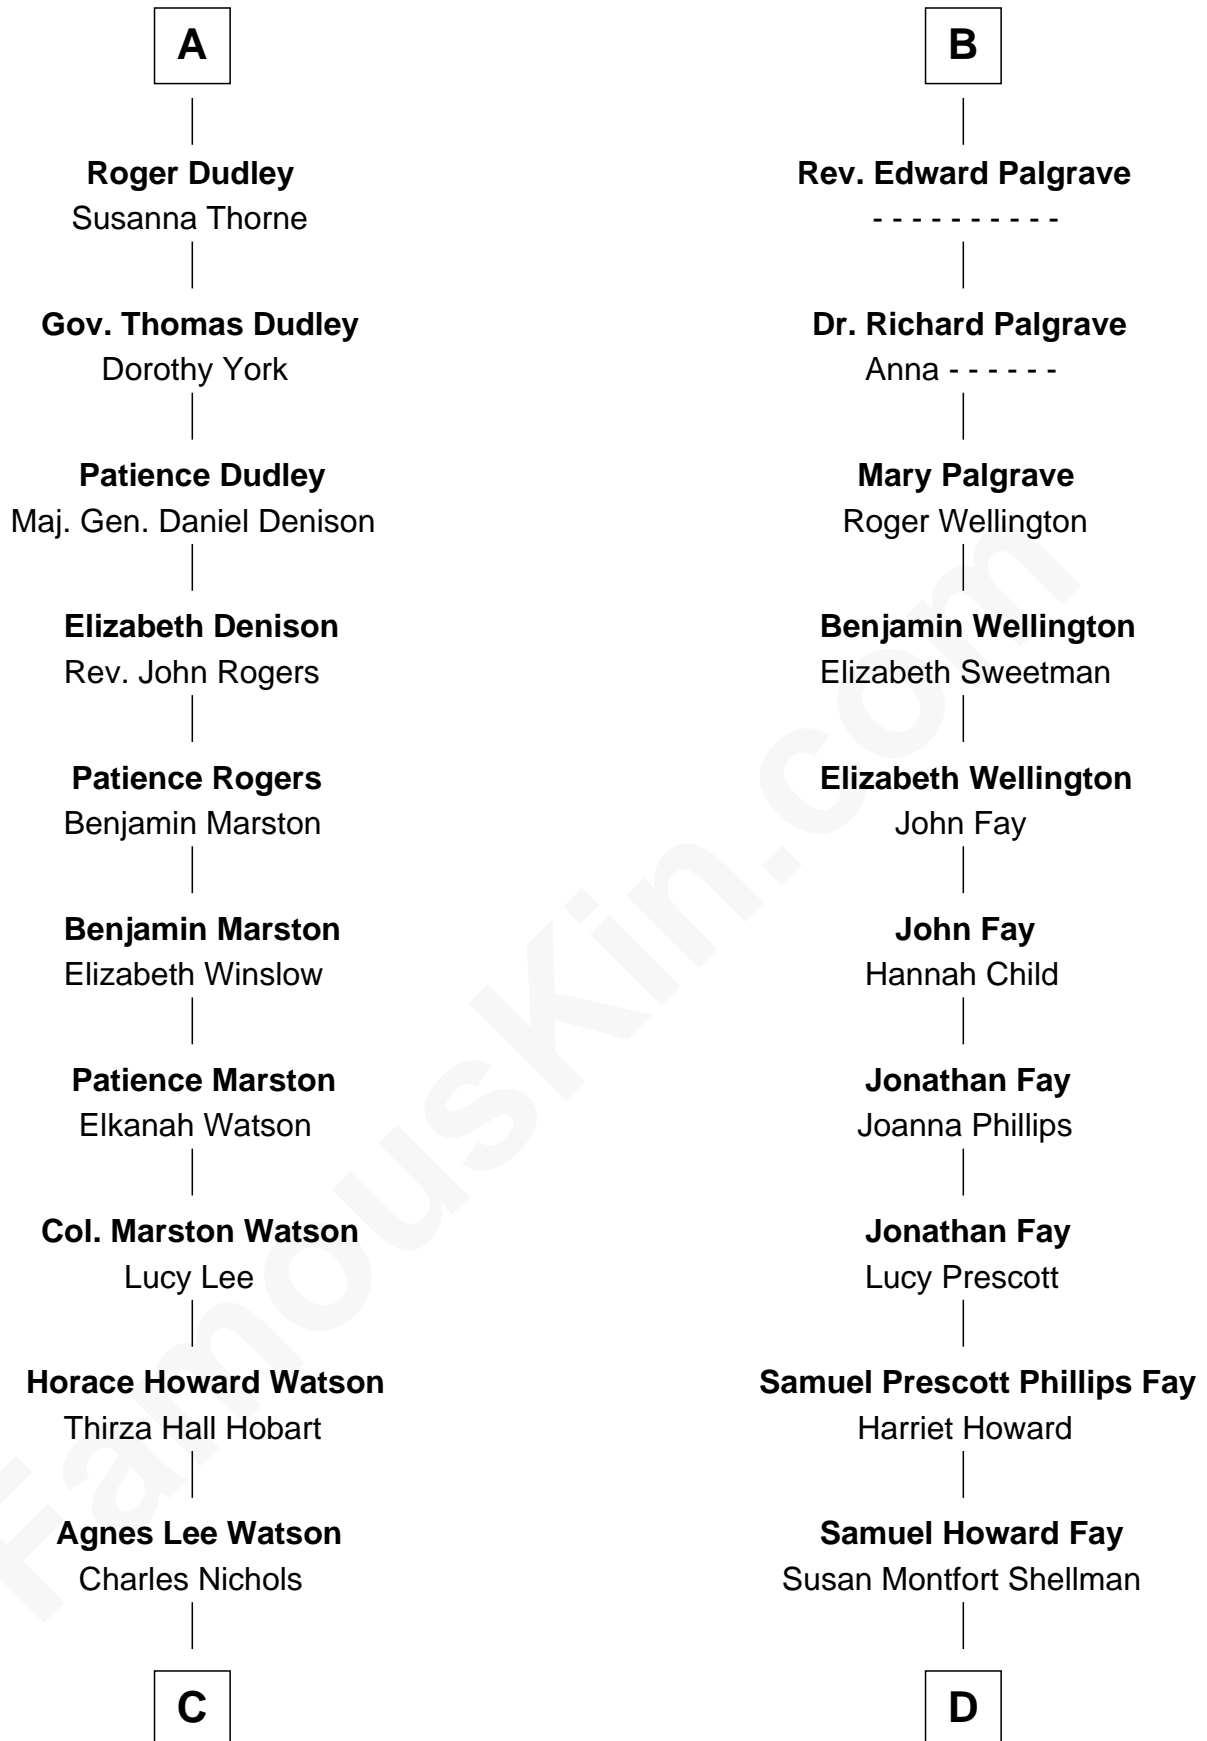 A
Roger Dudley
Susanna Thorne
Gov. Thomas Dudley
Dorothy York
Patience Dudley
Maj. Gen. Daniel Denison
Elizabeth Denison
Rev. John Rogers
Patience Rogers
Benjamin Marston
Benjamin Marston
Elizabeth Winslow
Patience Marston
Elkanah Watson
Col. Marston Watson
Lucy Lee
Horace Howard Watson
Thirza Hall Hobart
Agnes Lee Watson
Charles Nichols
C
B
Rev. Edward Palgrave
- - - - - - - - - -
Dr. Richard Palgrave
Anna - - - - - -
Mary Palgrave
Roger Wellington
Benjamin Wellington
Elizabeth Sweetman
Elizabeth Wellington
John Fay
John Fay
Hannah Child
Jonathan Fay
Joanna Phillips
Jonathan Fay
Lucy Prescott
Samuel Prescott Phillips Fay
Harriet Howard
Samuel Howard Fay
Susan Montfort Shellman
D
FamousKin.com